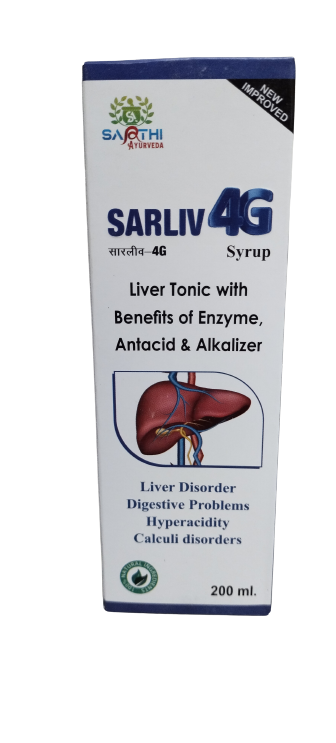 NEW
IMPROVED
SA
SARTHI
AYURVEDA
SARLIV 4G
सारलीव-4G Syrup
Liver Tonic with
Benefits of Enzyme,
Antacid & Alkalizer
Liver Disorder
Digestive Problems
Hyperacidity
Calculi disorders
200 ml.